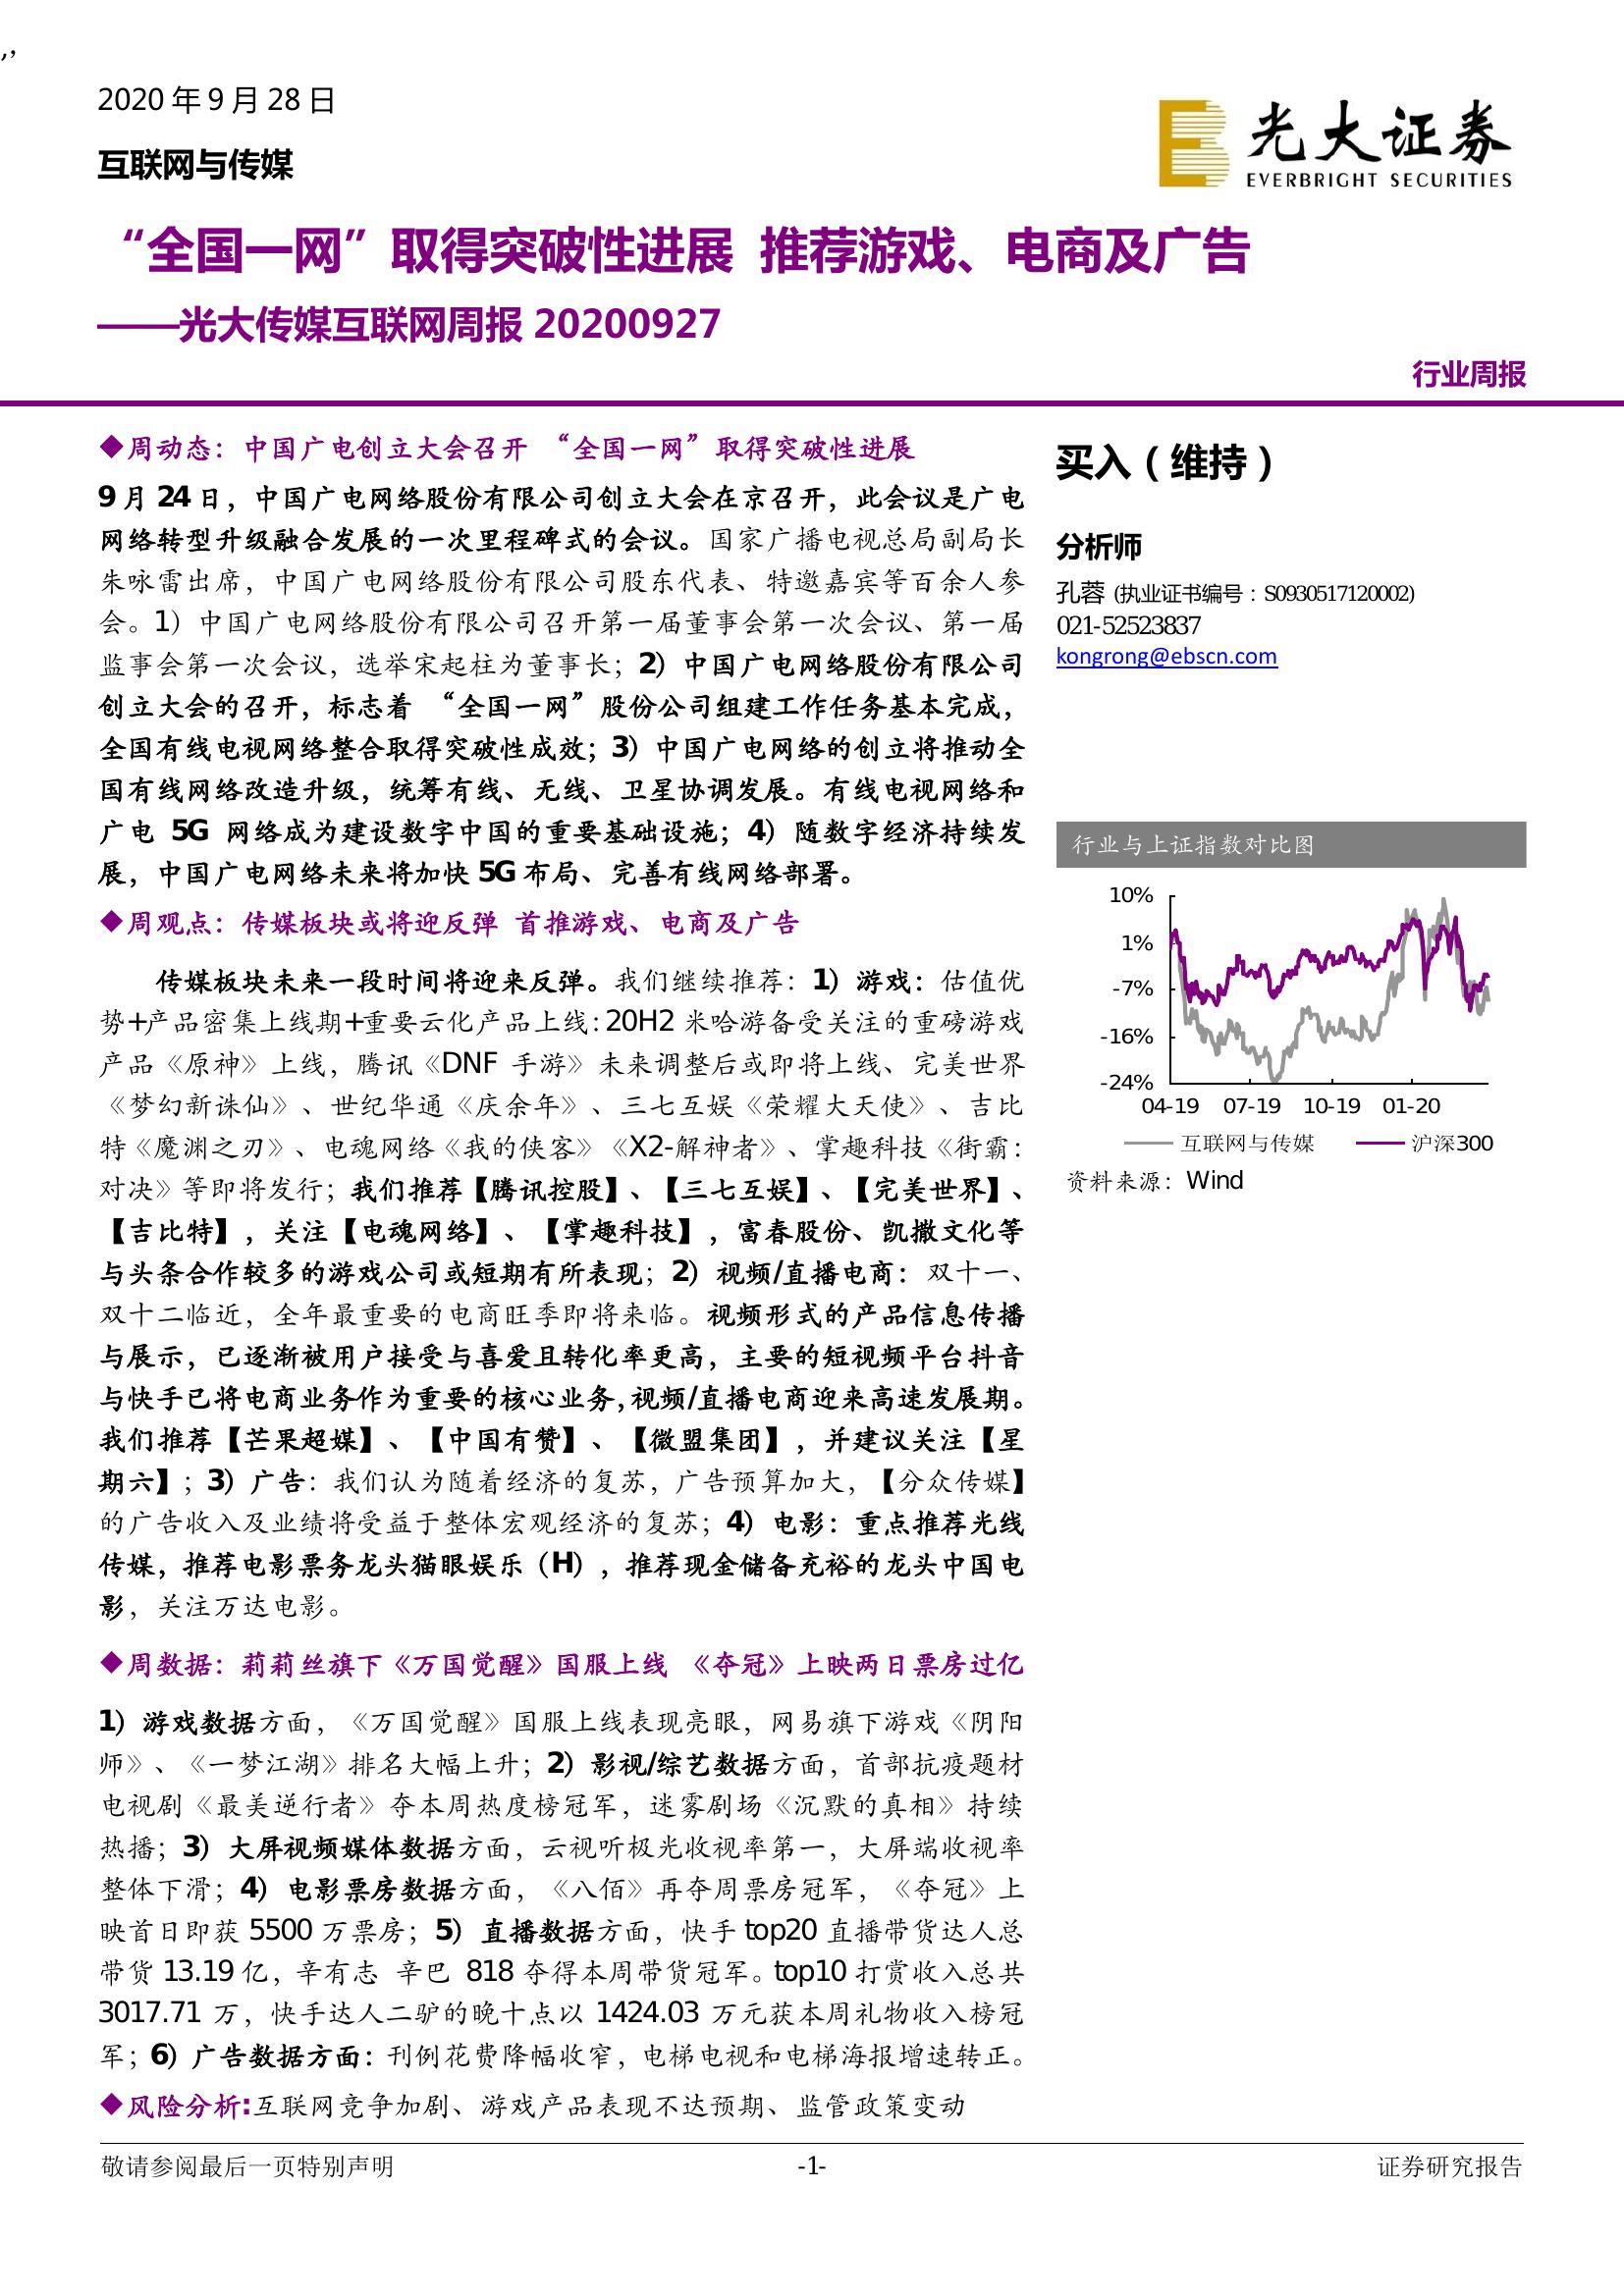 ,,
2020 年 9 月 28 日
互联网与传媒
光大证券
EVERBRIGHT SECURITIES
“全国一网”取得突破性进展 推荐游戏、电商及广告
——光大传媒互联网周报 20200927
行业周报
◆周动态：中国广电创立大会召开 “全国一网”取得突破性进展
9 月 24 日，中国广电网络股份有限公司创立大会在京召开，此会议是广电
网络转型升级融合发展的一次里程碑式的会议。国家广播电视总局副局长
朱咏雷出席，中国广电网络股份有限公司股东代表、特邀嘉宾等百余人参
会。1）中国广电网络股份有限公司召开第一届董事会第一次会议、第一届
监事会第一次会议，选举宋起柱为董事长；2）中国广电网络股份有限公司
创立大会的召开，标志着 “全国一网”股份公司组建工作任务基本完成，
全国有线电视网络整合取得突破性成效；3）中国广电网络的创立将推动全
国有线网络改造升级，统筹有线、无线、卫星协调发展。有线电视网络和
广电 5G 网络成为建设数字中国的重要基础设施；4）随数字经济持续发
展，中国广电网络未来将加快 5G 布局、完善有线网络部署。
◆周观点：传媒板块或将迎反弹 首推游戏、电商及广告
传媒板块未来一段时间将迎来反弹。我们继续推荐：1）游戏：估值优
势+产品密集上线期+重要云化产品上线:20H2 米哈游备受关注的重磅游戏
产品《原神》上线，腾讯《DNF 手游》未来调整后或即将上线、完美世界
《梦幻新诛仙》、世纪华通《庆余年》、三七互娱《荣耀大天使》、吉比
特《魔渊之刃》、电魂网络《我的侠客》《X2-解神者》、掌趣科技《街霸：
对决》等即将发行；我们推荐【腾讯控股】、【三七互娱】、【完美世界】、
【吉比特】，关注【电魂网络】、【掌趣科技】，富春股份、凯撒文化等
与头条合作较多的游戏公司或短期有所表现；2）视频/直播电商：双十一、
双十二临近，全年最重要的电商旺季即将来临。视频形式的产品信息传播
与展示，已逐渐被用户接受与喜爱且转化率更高，主要的短视频平台抖音
与快手已将电商业务作为重要的核心业务,视频/直播电商迎来高速发展期。
我们推荐【芒果超媒】、【中国有赞】、【微盟集团】，并建议关注【星
期六】；3）广告：我们认为随着经济的复苏，广告预算加大，【分众传媒】
的广告收入及业绩将受益于整体宏观经济的复苏；4）电影：重点推荐光线
传媒，推荐电影票务龙头猫眼娱乐（H），推荐现金储备充裕的龙头中国电
影，关注万达电影。
◆周数据：莉莉丝旗下《万国觉醒》国服上线 《夺冠》上映两日票房过亿
1）游戏数据方面，《万国觉醒》国服上线表现亮眼，网易旗下游戏《阴阳
师》、《一梦江湖》排名大幅上升；2）影视/综艺数据方面，首部抗疫题材
电视剧《最美逆行者》夺本周热度榜冠军，迷雾剧场《沉默的真相》持续
热播；3）大屏视频媒体数据方面，云视听极光收视率第一，大屏端收视率
整体下滑；4）电影票房数据方面，《八佰》再夺周票房冠军，《夺冠》上
映首日即获 5500 万票房；5）直播数据方面，快手 top20 直播带货达人总
带货 13.19 亿，辛有志 辛巴 818 夺得本周带货冠军。top10 打赏收入总共
3017.71 万，快手达人二驴的晚十点以 1424.03 万元获本周礼物收入榜冠
军；6）广告数据方面：刊例花费降幅收窄，电梯电视和电梯海报增速转正。
◆风险分析:互联网竞争加剧、游戏产品表现不达预期、监管政策变动
买入（维持）
分析师
孔蓉 (执业证书编号：S0930517120002)
021-52523837
kongrong@ebscn.com
行业与上证指数对比图
10%
1%
-7%
-16%
-24%
04-19 07-19 10-19 01-20
互联网与传媒 沪深300
资料来源：Wind
敬请参阅最后一页特别声明 -1- 证券研究报告